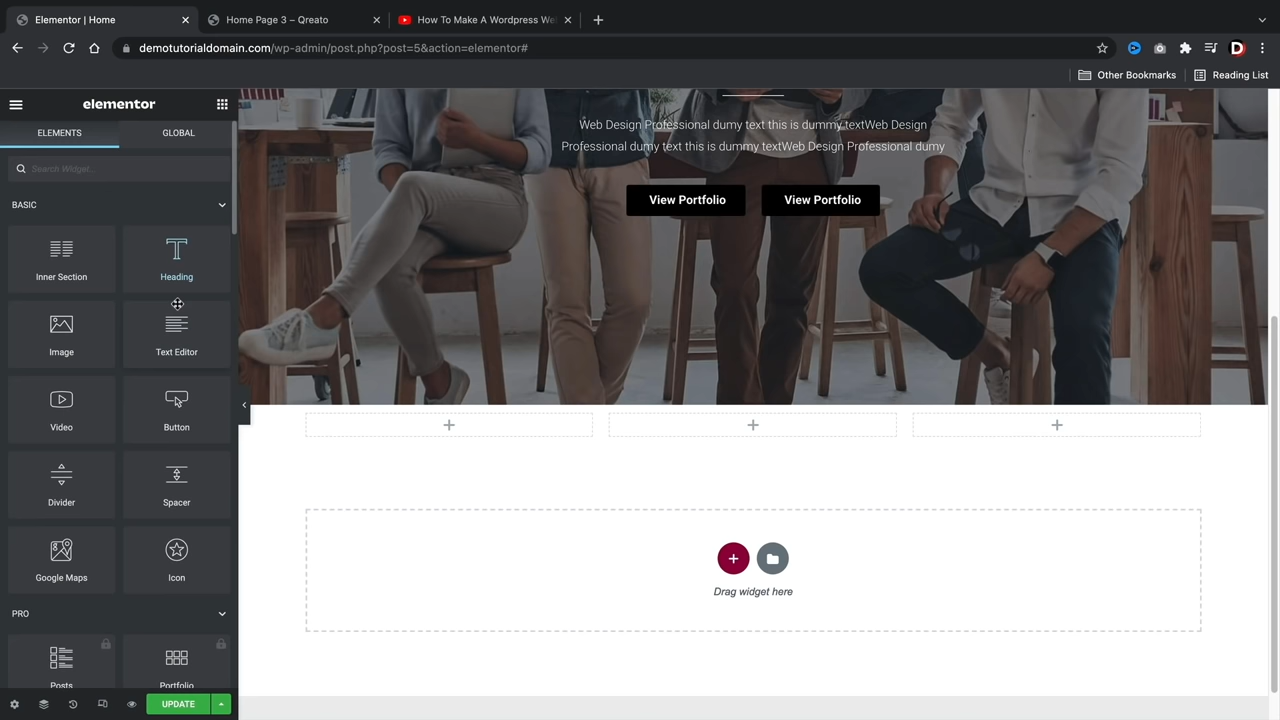 Elementor | Home
Home Page 3 – Qreato
How To Make A Wordpress We
demotutorialdomain.com/wp-admin/post.php?post=5&action=elementor#
D
Other Bookmarks
Reading List
elementor
ELEMENTS
GLOBAL
Search Widget...
BASIC
Inner Section
Heading
Image
Text Editor
Video
Button
Divider
Spacer
Google Maps
Icon
PRO
Posts
Portfolio
UPDATE
Web Design Professional dumy text this is dummy textWeb Design
Professional dumy text this is dummy textWeb Design Professional dumy
View Portfolio
View Portfolio
Drag widget here